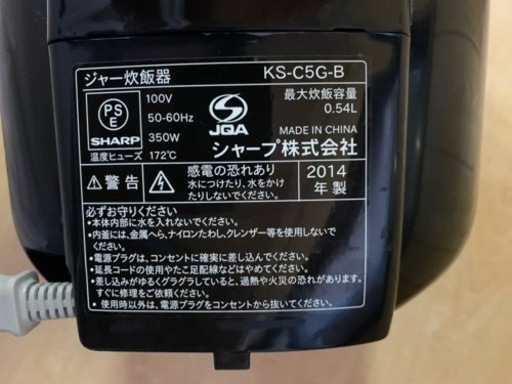 ジャー炊飯器 KS-C5G-B
PS
E
SHARP
100V
50-60Hz
350W
温度ヒューズ 172℃
JQA
最大炊飯容量
0.54L
MADE IN CHINA
シャープ株式会社
警告
感電の恐れあり
水につけたり、水をかけ
たりしないでください。
2014
年製
必ずお守りください
•本体内部に水を入れないでください。
•内釜には、金属へら、ナイロンたわし、クレンザー等を使用しない
でください。
•電源プラグは、コンセントに確実に差し込んでください。
•延長コードの使用やたこ足配線などはやめてください。
•差し込みがゆるくグラグラしていると、過熱や火災の恐れがあります。
すぐに修理をご依頼ください。
•使用時以外は、電源プラグをコンセントから抜いてください。